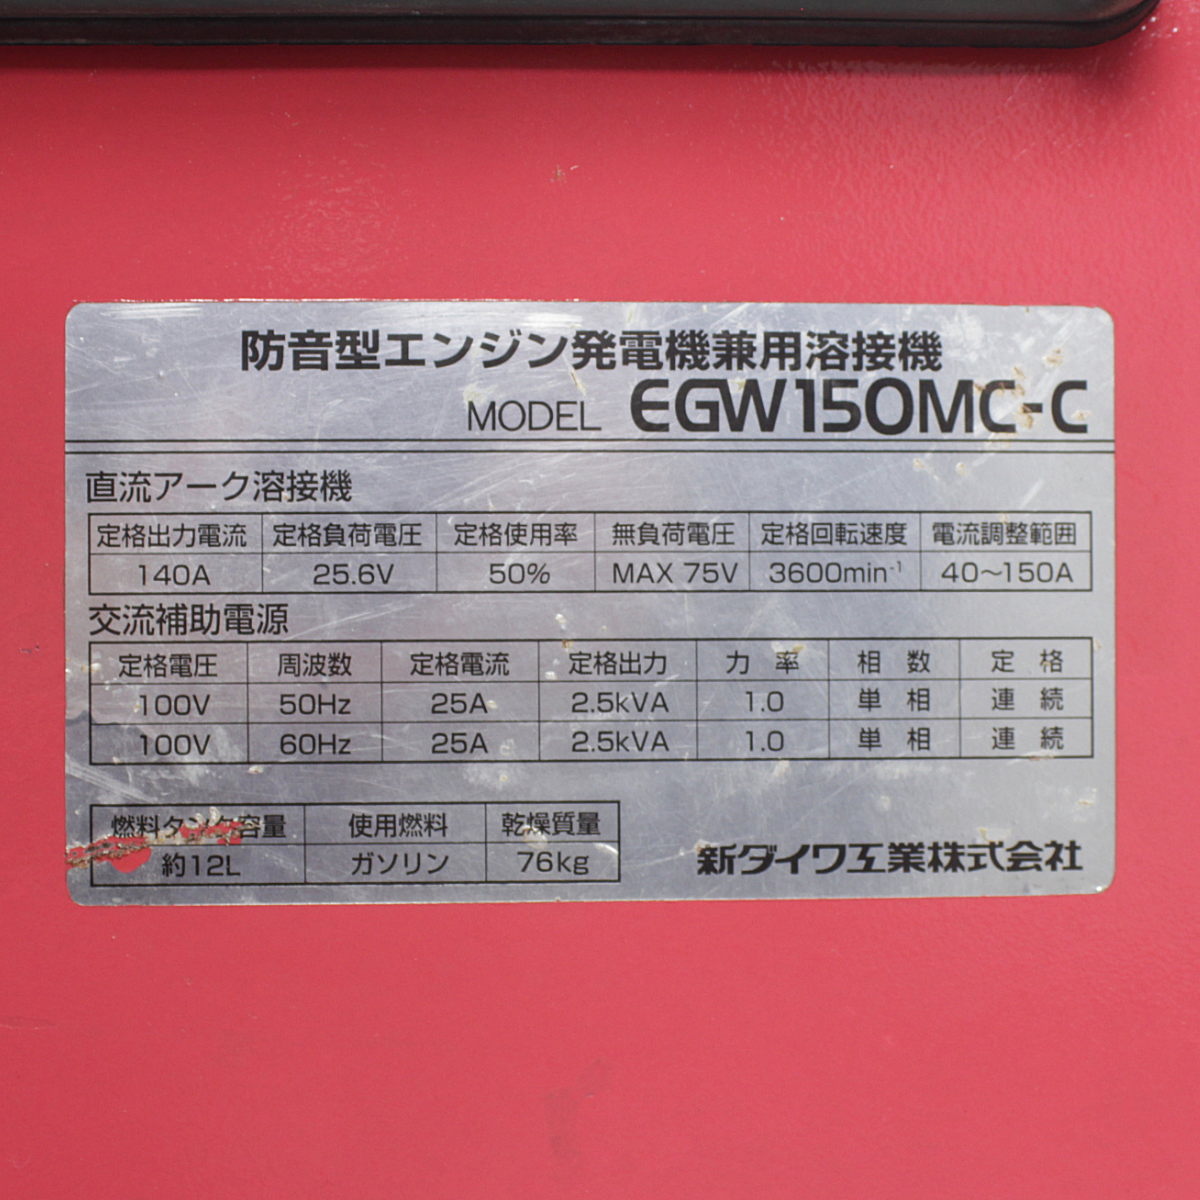 防音型エンジン発電機兼用溶接機
MODEL EGW150MC-C
直流アーク溶接機
定格出力電流 定格負荷電圧 定格使用率 無負荷電圧 定格回転速度 電流調整範囲
140A 25.6V 50% MAX 75V 3600min⁻¹ 40〜150A
交流補助電源
定格電圧 周波数 定格電流 定格出力 力率 相数 定格
100V 50Hz 25A 2.5kVA 1.0 単相 連続
100V 60Hz 25A 2.5kVA 1.0 単相 連続
燃料タンク容量 使用燃料 乾燥質量
約12L ガソリン 76kg
新ダイワ工業株式会社